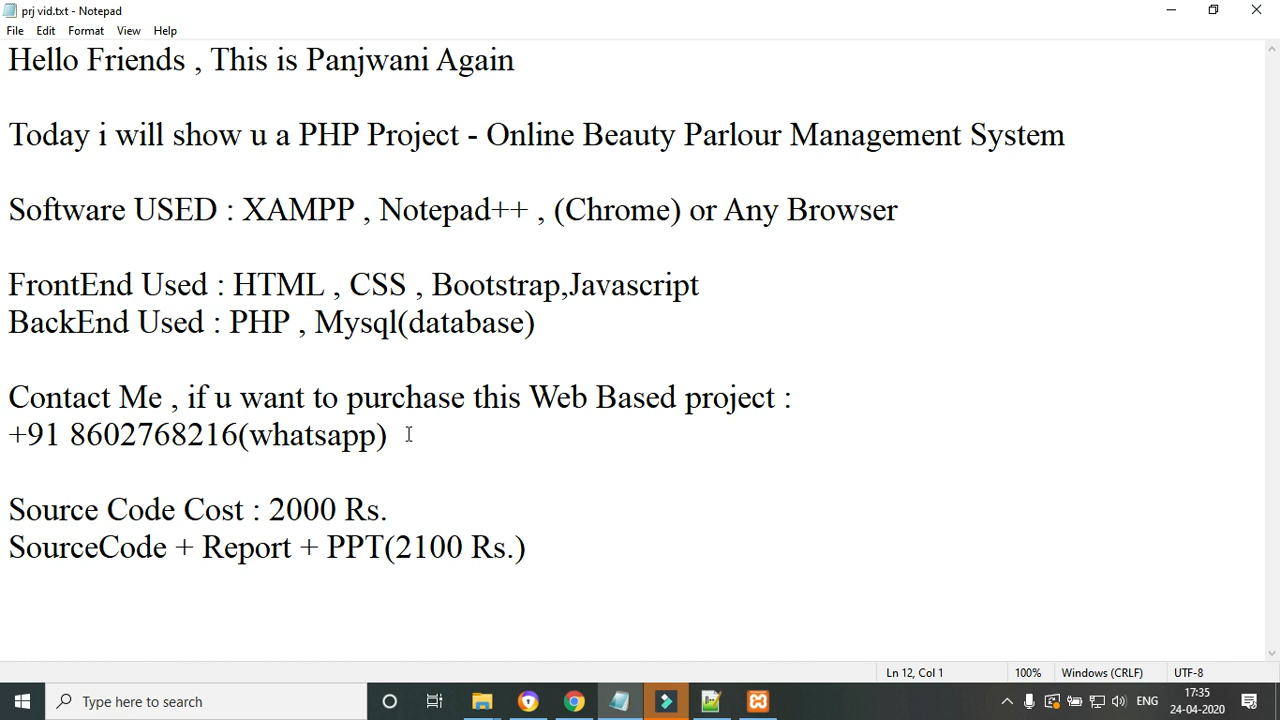 prj vid.txt - Notepad
File Edit Format View Help
Hello Friends , This is Panjwani Again
Today i will show u a PHP Project - Online Beauty Parlour Management System
Software USED : XAMPP , Notepad++ , (Chrome) or Any Browser
FrontEnd Used : HTML , CSS , Bootstrap,Javascript
BackEnd Used : PHP , Mysql(database)
Contact Me , if u want to purchase this Web Based project :
+91 8602768216(whatsapp)
Source Code Cost : 2000 Rs.
SourceCode + Report + PPT(2100 Rs.)
Ln 12, Col 1 100% Windows (CRLF) UTF-8
Type here to search
ENG
17:35
24-04-2020